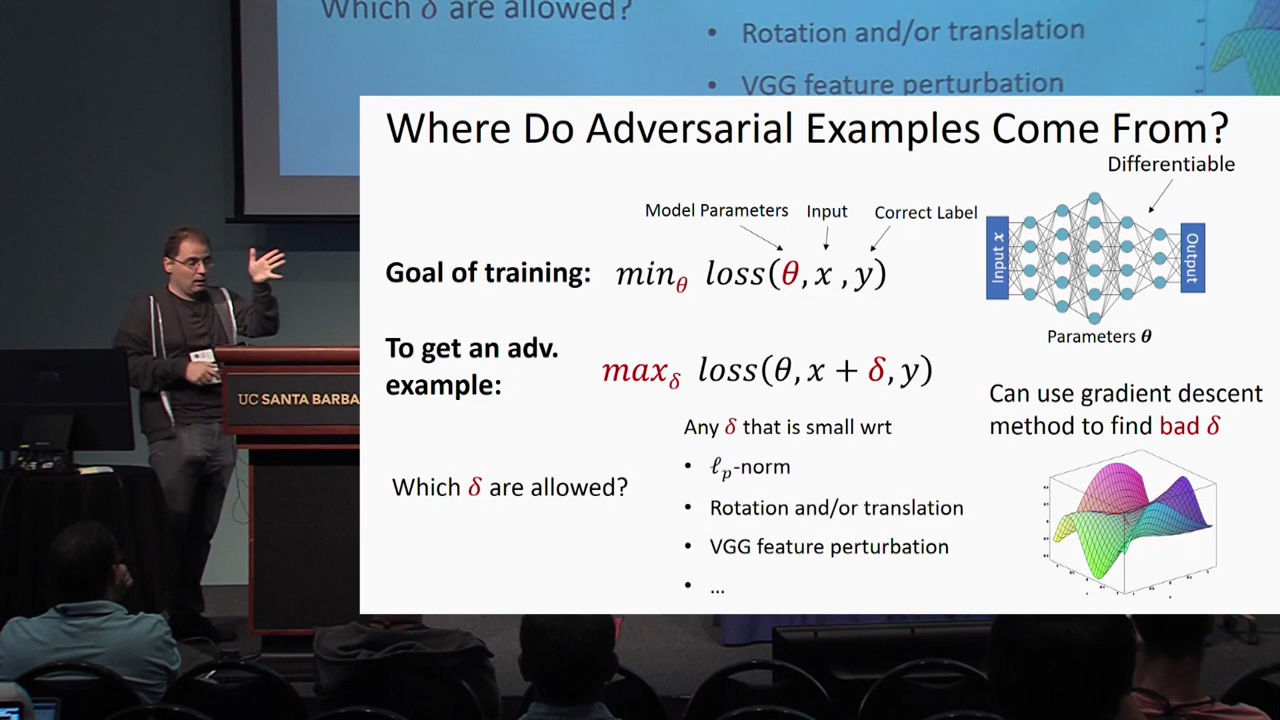 Which δ are allowed?
• Rotation and/or translation
• VGG feature perturbation
Where Do Adversarial Examples Come From?
Differentiable
Model Parameters
Input
Correct Label
Goal of training:
min_θ loss(θ, x , y)
Input x
Output
Parameters θ
To get an adv.
example:
max_δ loss(θ, x + δ, y)
Can use gradient descent
method to find bad δ
Any δ that is small wrt
• ℓ_p-norm
Which δ are allowed?
• Rotation and/or translation
• VGG feature perturbation
• ...
UC SANTA BARBA